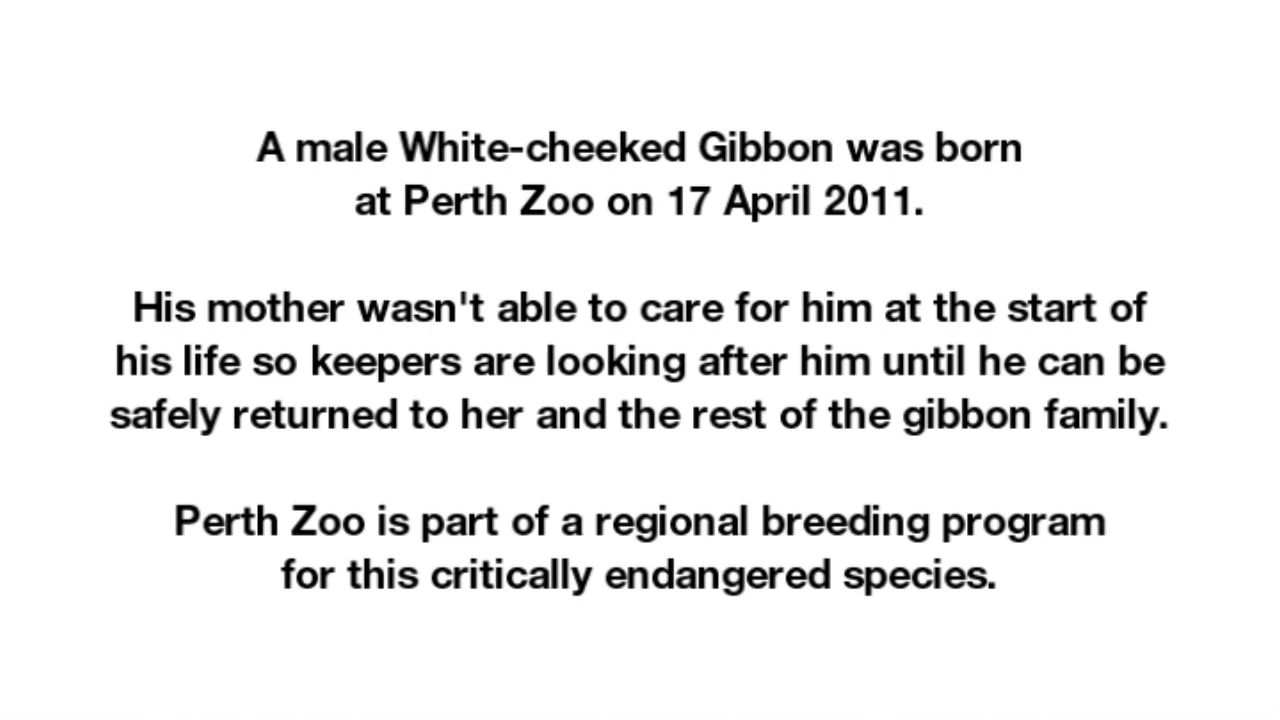 A male White-cheeked Gibbon was born
at Perth Zoo on 17 April 2011.
His mother wasn't able to care for him at the start of
his life so keepers are looking after him until he can be
safely returned to her and the rest of the gibbon family.
Perth Zoo is part of a regional breeding program
for this critically endangered species.